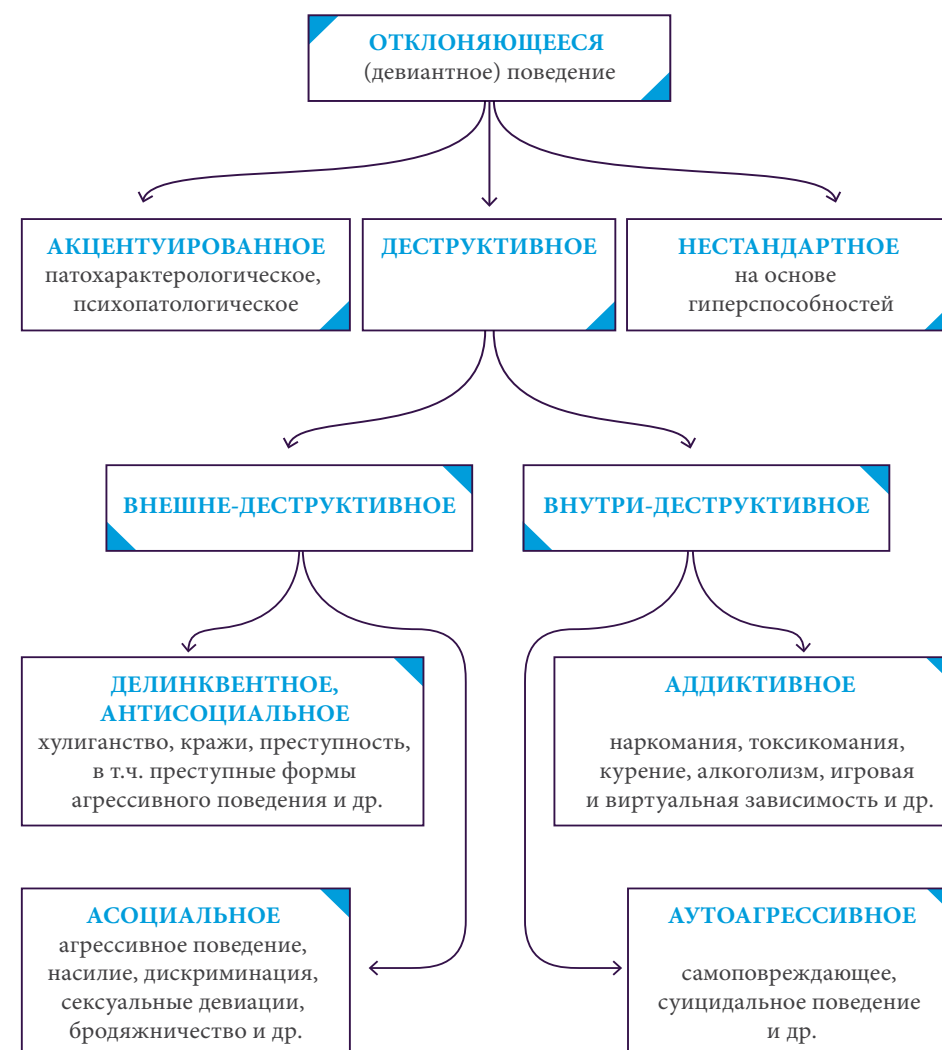 ОТКЛОНЯЮЩЕЕСЯ
(девиантное) поведение
АКЦЕНТУИРОВАННОЕ
патохарактерологическое,
психопатологическое
ДЕСТРУКТИВНОЕ
НЕСТАНДАРТНОЕ
на основе
гиперспособностей
ВНЕШНЕ-ДЕСТРУКТИВНОЕ
ВНУТРИ-ДЕСТРУКТИВНОЕ
ДЕЛИНКВЕНТНОЕ,
АНТИСОЦИАЛЬНОЕ
хулиганство, кражи, преступность,
в т.ч. преступные формы
агрессивного поведения и др.
АДДИКТИВНОЕ
наркомания, токсикомания,
курение, алкоголизм, игровая
и виртуальная зависимость и др.
АСОЦИАЛЬНОЕ
агрессивное поведение,
насилие, дискриминация,
сексуальные девиации,
бродяжничество и др.
АУТОАГРЕССИВНОЕ
самоповреждающее,
суицидальное поведение
и др.